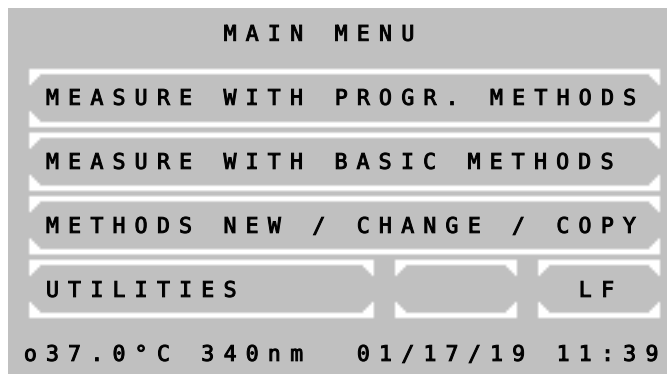 MAIN MENU
MEASURE WITH PROGR. METHODS
MEASURE WITH BASIC METHODS
METHODS NEW / CHANGE / COPY
UTILITIES LF
o37.0°C 340nm 01/17/19 11:39